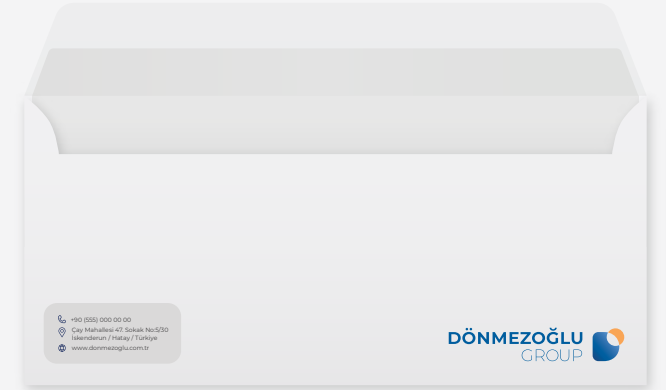 +90 (555) 000 00 00
Çay Mahallesi 47. Sokak No:5/30
İskenderun / Hatay / Türkiye
www.donmezoglu.com.tr
DÖNMEZOĞLU
GROUP